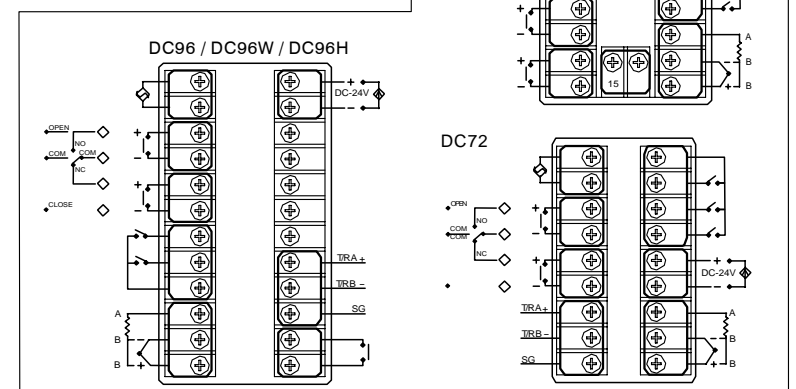 DC96 / DC96W / DC96H
+
DC-24V
−
OPEN
NO
COM
COM
NC
CLOSE
+
−
+
−
T/RA +
T/RB −
SG
A
B
B
− +
+
−
+
−
15
A
B
B
− +
DC72
OPEN
NO
COM
COM
NC
+
−
+
−
+
DC-24V
−
T/RA +
T/RB −
SG
A
B
B
− +